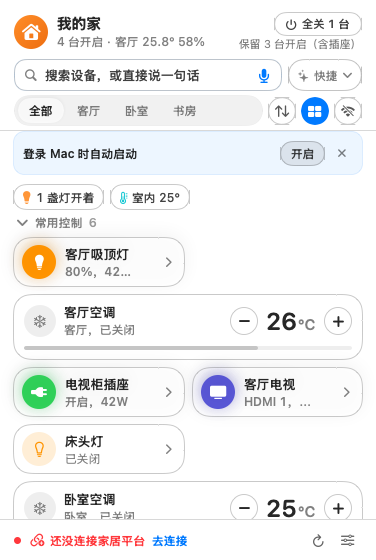 我的家
4 台开启 · 客厅 25.8° 58%
全关 1 台
保留 3 台开启（含插座）
搜索设备，或直接说一句话
快捷
全部
客厅
卧室
书房
登录 Mac 时自动启动
开启
1 盏灯开着
室内 25°
常用控制 6
客厅吸顶灯
80%，42...
客厅空调
客厅，已关闭
26°C
电视柜插座
开启，42W
客厅电视
HDMI 1，...
床头灯
已关闭
卧室空调
卧室，已关闭
25°C
还没连接家居平台 去连接